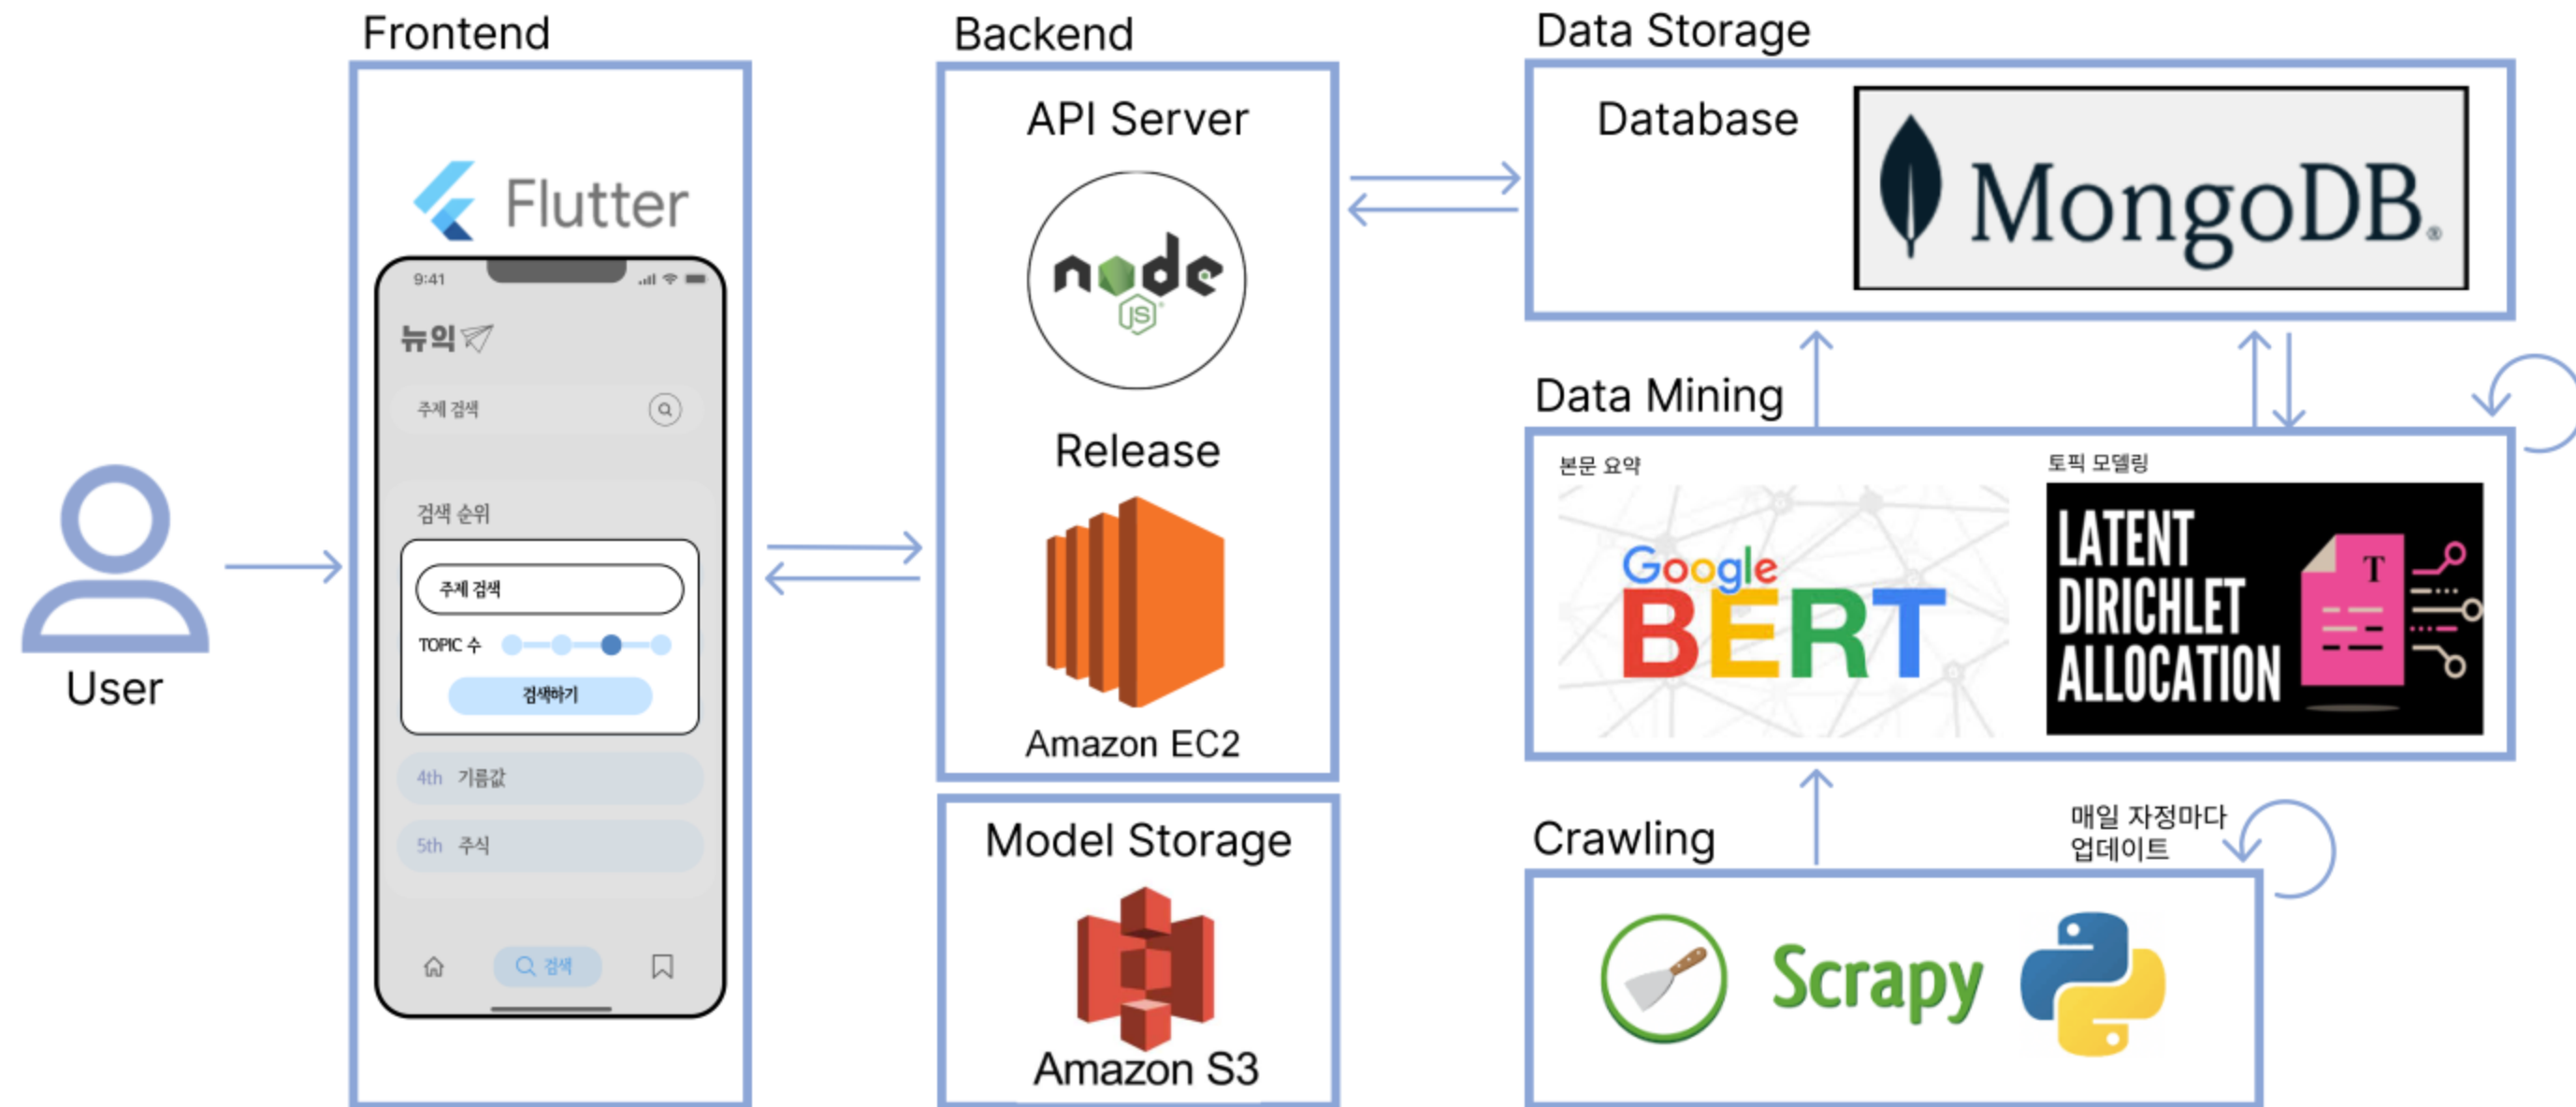 Frontend
Flutter
9:41
뉴익
주제 검색
검색 순위
주제 검색
TOPIC 수
검색하기
4th 기름값
5th 주식
검색
User
Backend
API Server
node
JS
Release
Amazon EC2
Model Storage
Amazon S3
Data Storage
Database
MongoDB®
Data Mining
본문 요약
Google
BERT
토픽 모델링
LATENT
DIRICHLET
ALLOCATION
T
Crawling
매일 자정마다
업데이트
Scrapy